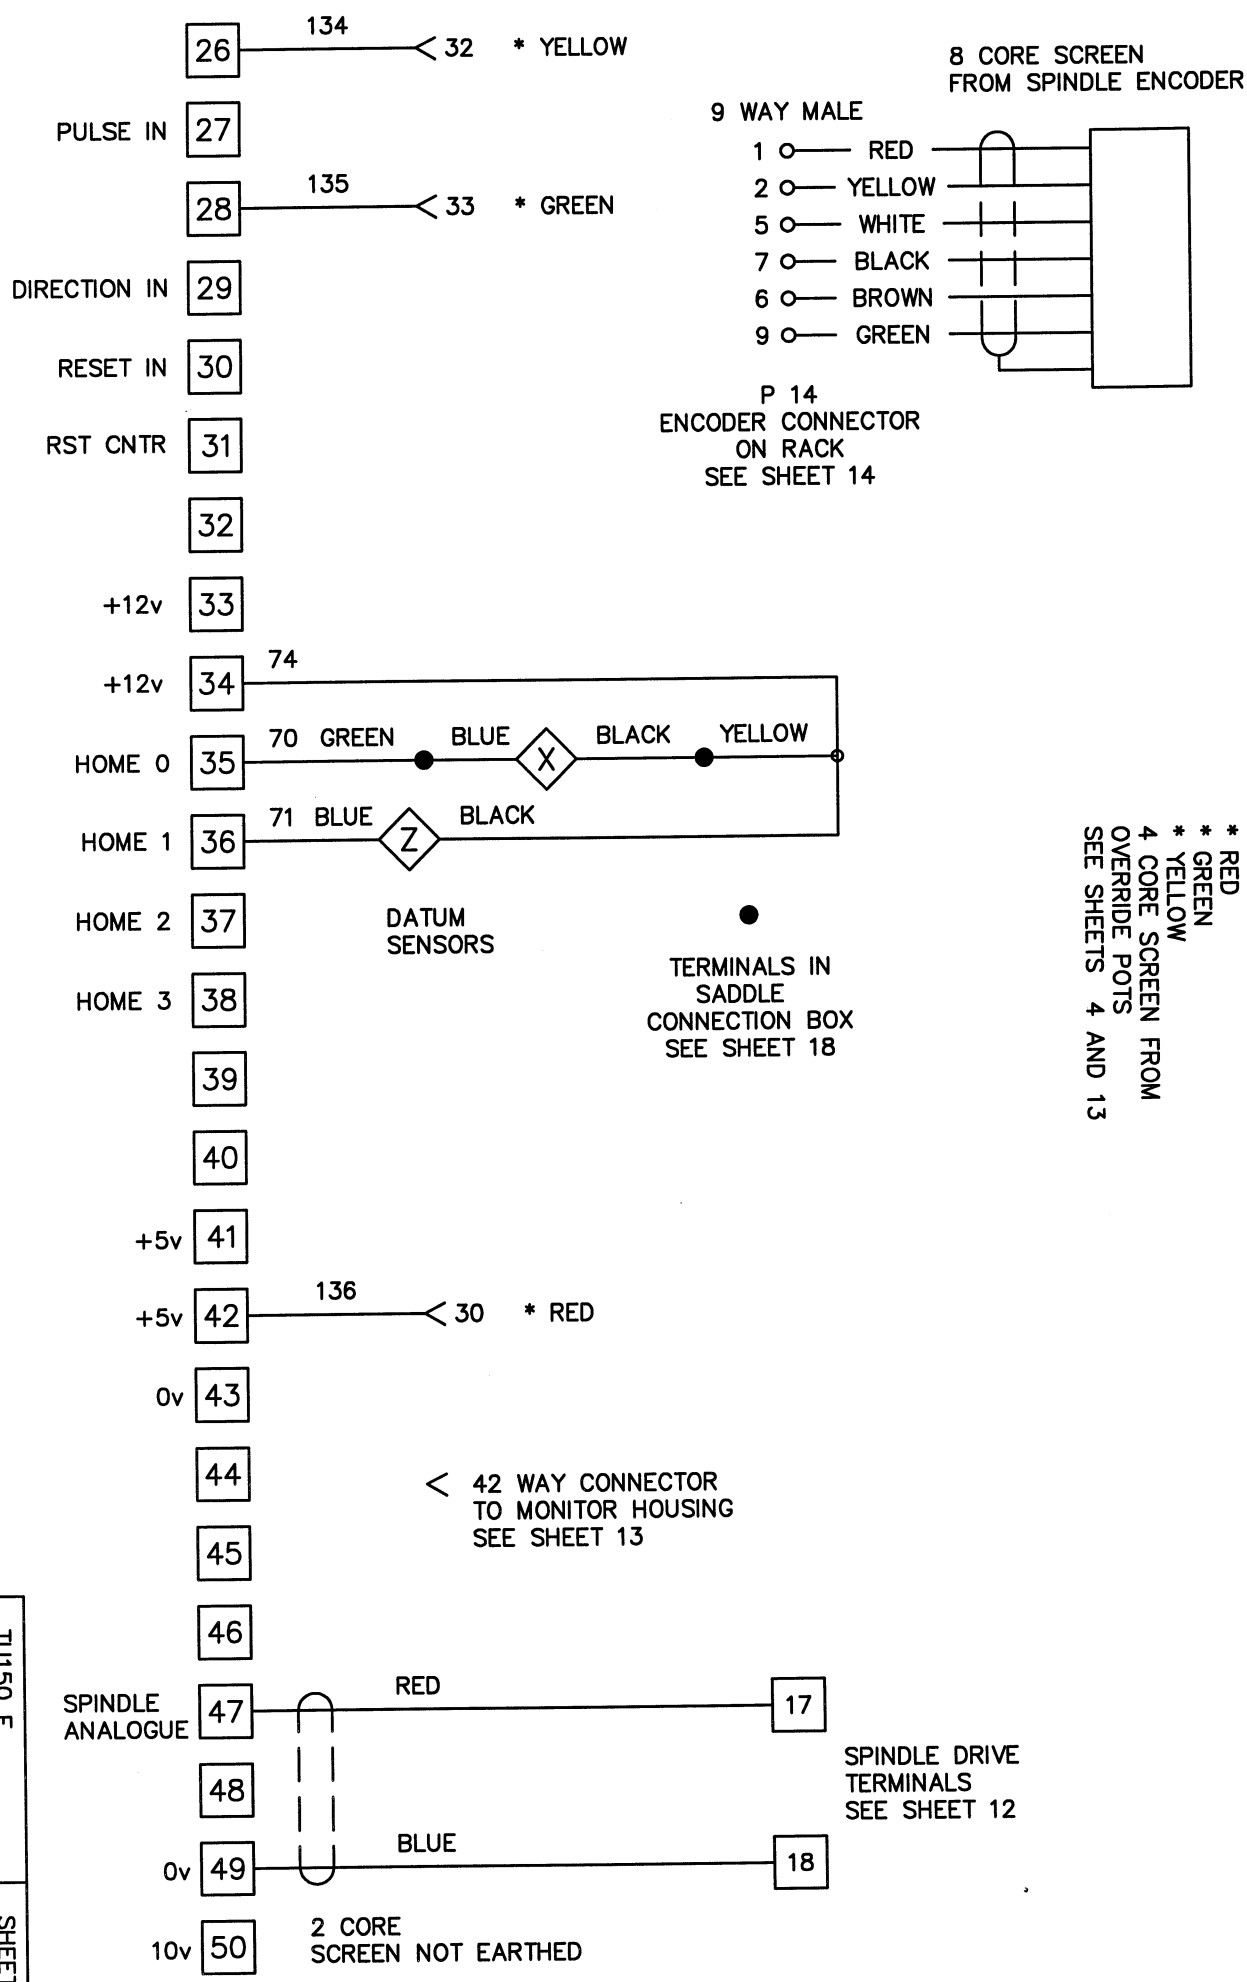 26 134 32 * YELLOW
PULSE IN 27
28 135 33 * GREEN
DIRECTION IN 29
RESET IN 30
RST CNTR 31
32
+12v 33
+12v 34 74
HOME 0 35 70 GREEN BLUE X BLACK YELLOW
HOME 1 36 71 BLUE Z BLACK
HOME 2 37
HOME 3 38
39
40
+5v 41
+5v 42 136 30 * RED
0v 43
44
45
46
SPINDLE
ANALOGUE 47 RED 17
48
0v 49 BLUE 18
10v 50
8 CORE SCREEN
FROM SPINDLE ENCODER
9 WAY MALE
1 RED
2 YELLOW
5 WHITE
7 BLACK
6 BROWN
9 GREEN
P 14
ENCODER CONNECTOR
ON RACK
SEE SHEET 14
DATUM
SENSORS
TERMINALS IN
SADDLE
CONNECTION BOX
SEE SHEET 18
* RED
* GREEN
* YELLOW
4 CORE SCREEN FROM
OVERRIDE POTS
SEE SHEETS 4 AND 13
< 42 WAY CONNECTOR
TO MONITOR HOUSING
SEE SHEET 13
SPINDLE DRIVE
TERMINALS
SEE SHEET 12
2 CORE
SCREEN NOT EARTHED
SHEET